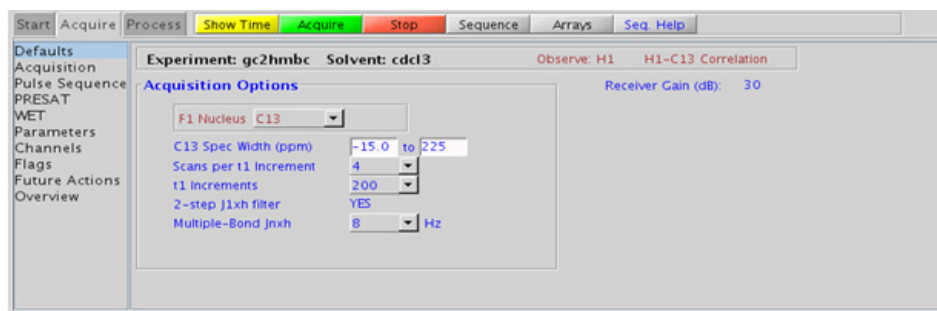 Start Acquire Process Show Time Acquire Stop Sequence Arrays Seq. Help
Defaults
Acquisition
Pulse Sequence
PRESAT
WET
Parameters
Channels
Flags
Future Actions
Overview
Experiment: gc2hmbc Solvent: cdcl3 Observe: H1 H1-C13 Correlation
Acquisition Options Receiver Gain (dB): 30
F1 Nucleus C13
C13 Spec Width (ppm) -15.0 to 225
Scans per t1 Increment 4
t1 Increments 200
2-step J1xh filter YES
Multiple-Bond Jnxh 8 Hz